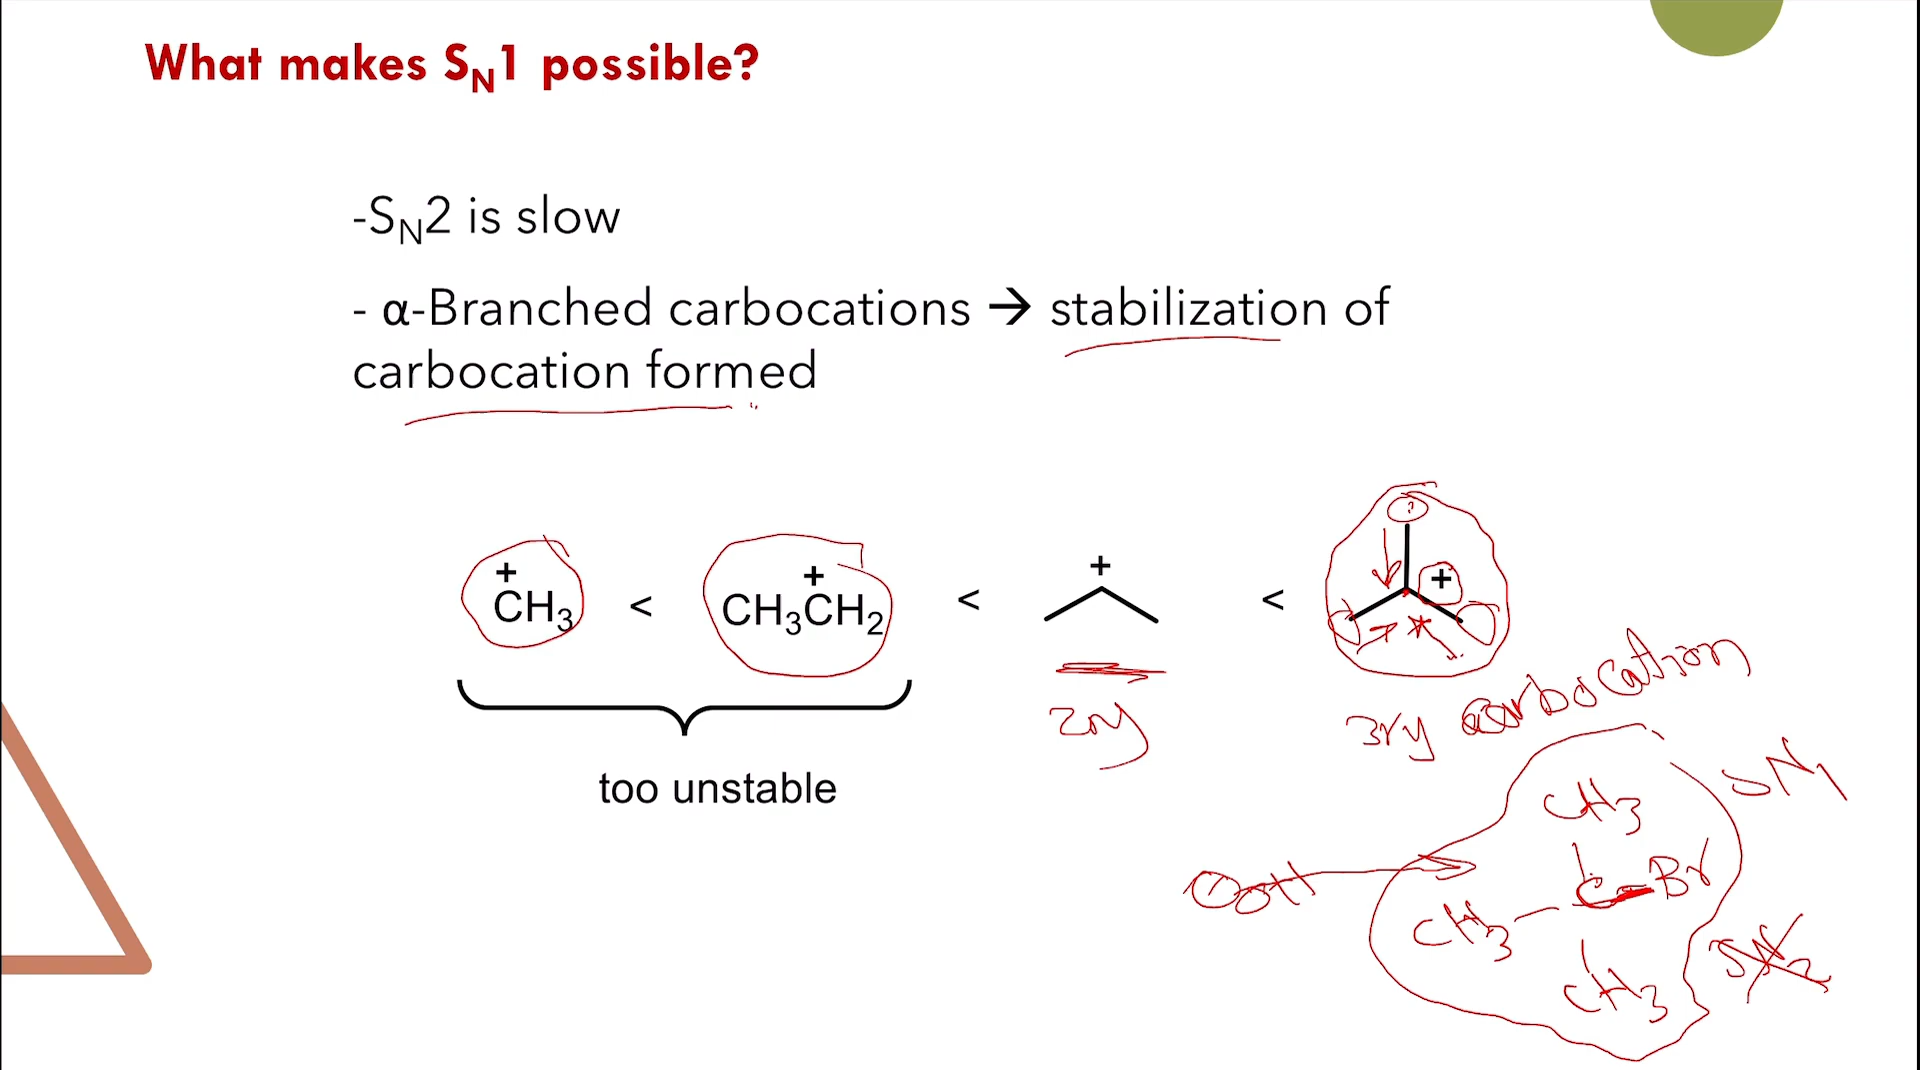 What makes SN1 possible?
-SN2 is slow
- α-Branched carbocations → stabilization of
carbocation formed
+
CH3 < CH3CH2 < + < +
+
too unstable
2ry
3ry carbocation
SN1
CH3
OH
C-Br
CH3
SN2
CH3